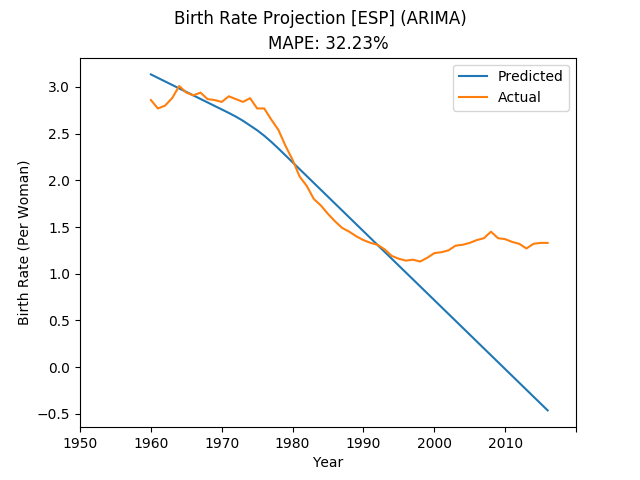 Birth Rate Projection [ESP] (ARIMA)
MAPE: 32.23%
Predicted
Actual
3.0
2.5
2.0
1.5
1.0
0.5
0.0
−0.5
Birth Rate (Per Woman)
1950 1960 1970 1980 1990 2000 2010
Year